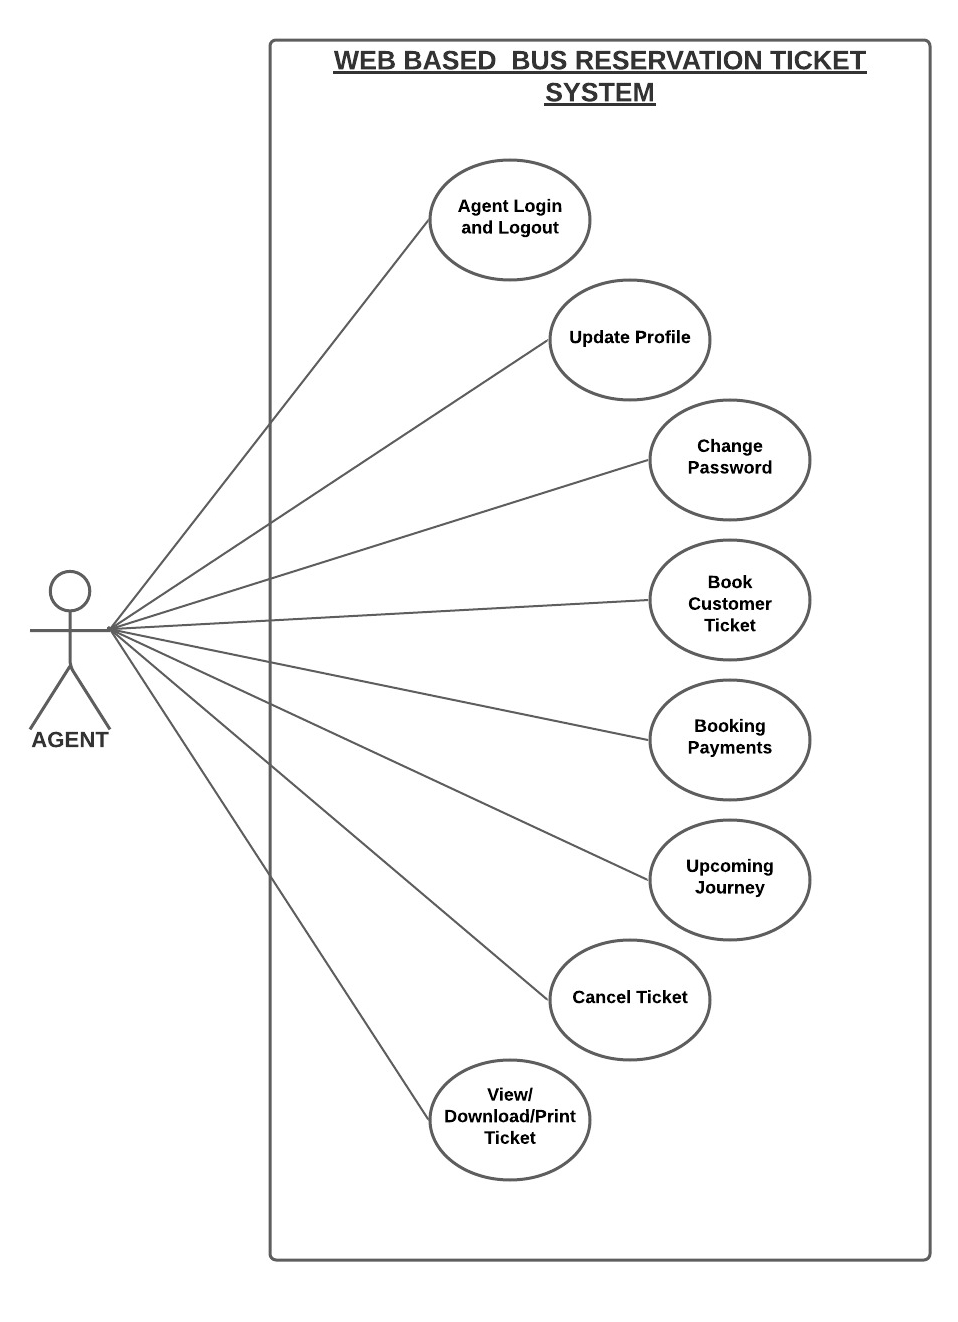 WEB BASED  BUS RESERVATION TICKET
SYSTEM
Agent Login
and Logout
Update Profile
Change
Password
Book
Customer
Ticket
AGENT
Booking
Payments
Upcoming
Journey
Cancel Ticket
View/
Download/Print
Ticket